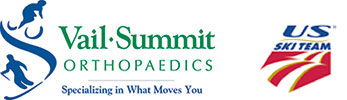 Vail·Summit
ORTHOPAEDICS
Specializing in What Moves You
US
SKI TEAM